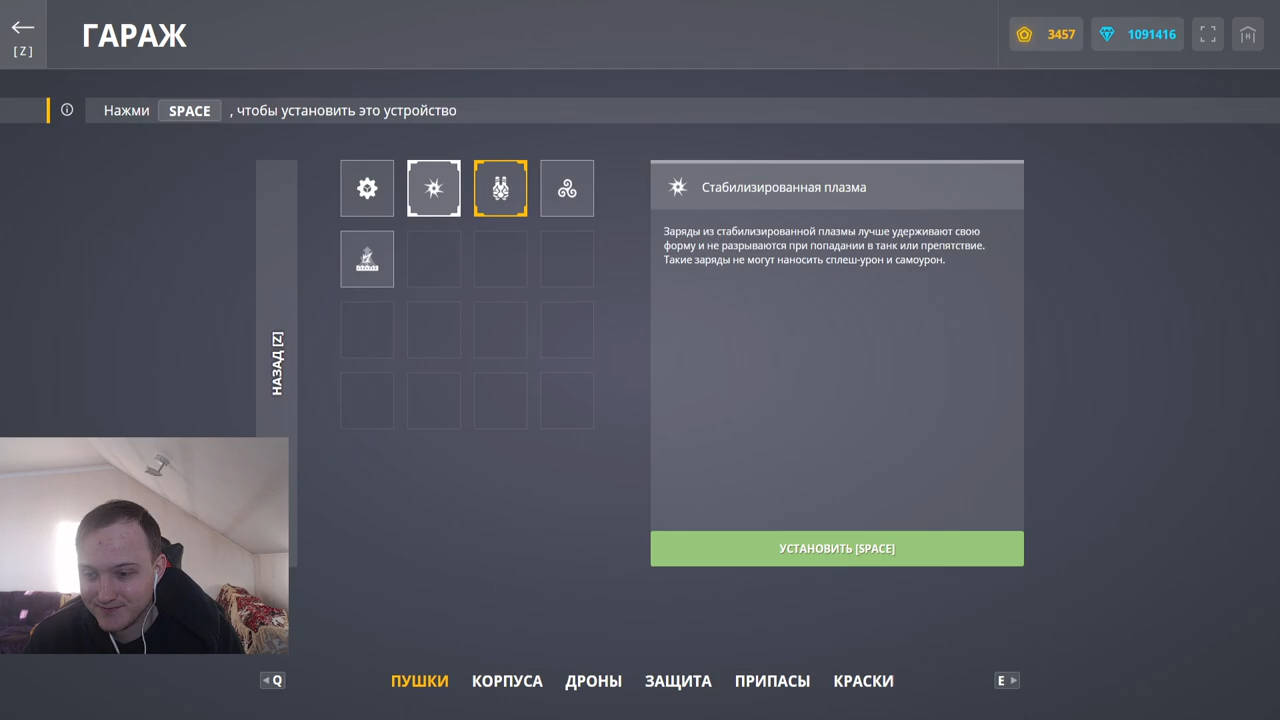 [Z]
ГАРАЖ
3457
1091416
Нажми SPACE , чтобы установить это устройство
НАЗАД [Z]
Стабилизированная плазма
Заряды из стабилизированной плазмы лучше удерживают свою
форму и не разрываются при попадании в танк или препятствие.
Такие заряды не могут наносить сплеш-урон и самоурон.
УСТАНОВИТЬ [SPACE]
Q ПУШКИ КОРПУСА ДРОНЫ ЗАЩИТА ПРИПАСЫ КРАСКИ E